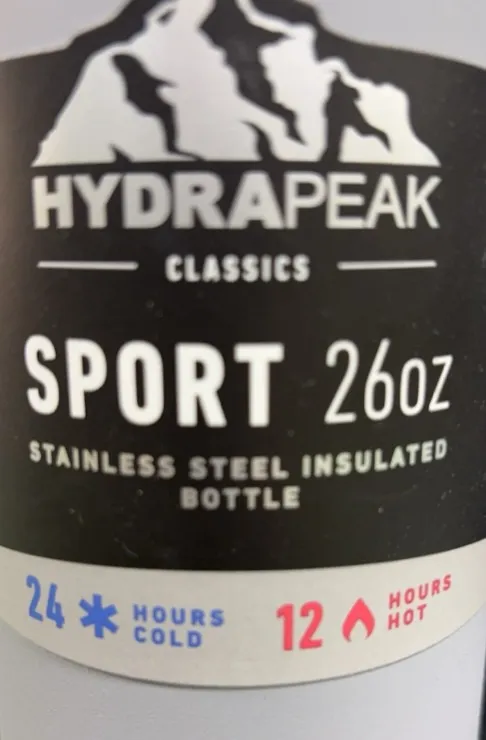 HYDRAPEAK
CLASSICS
SPORT 26oz
STAINLESS STEEL INSULATED
BOTTLE
24 HOURS COLD 12 HOURS HOT